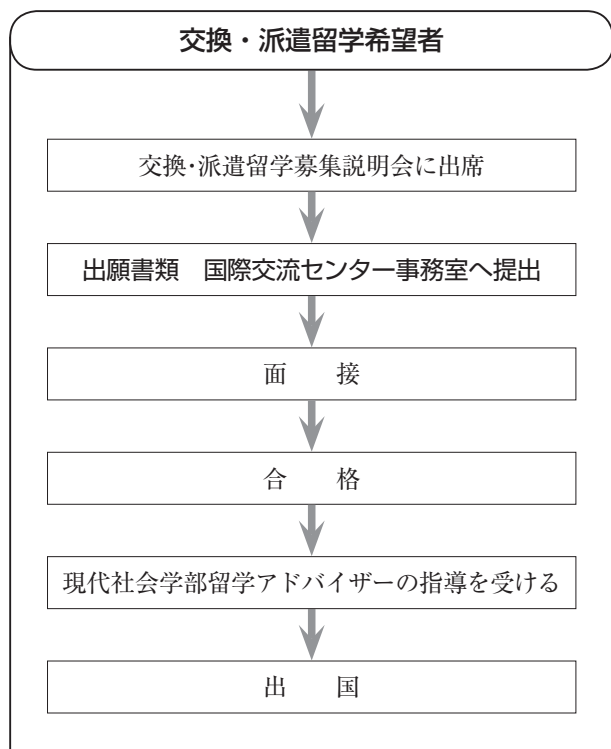 交換・派遣留学希望者
交換・派遣留学募集説明会に出席
出願書類　国際交流センター事務室へ提出
面　　接
合　　格
現代社会学部留学アドバイザーの指導を受ける
出　　国